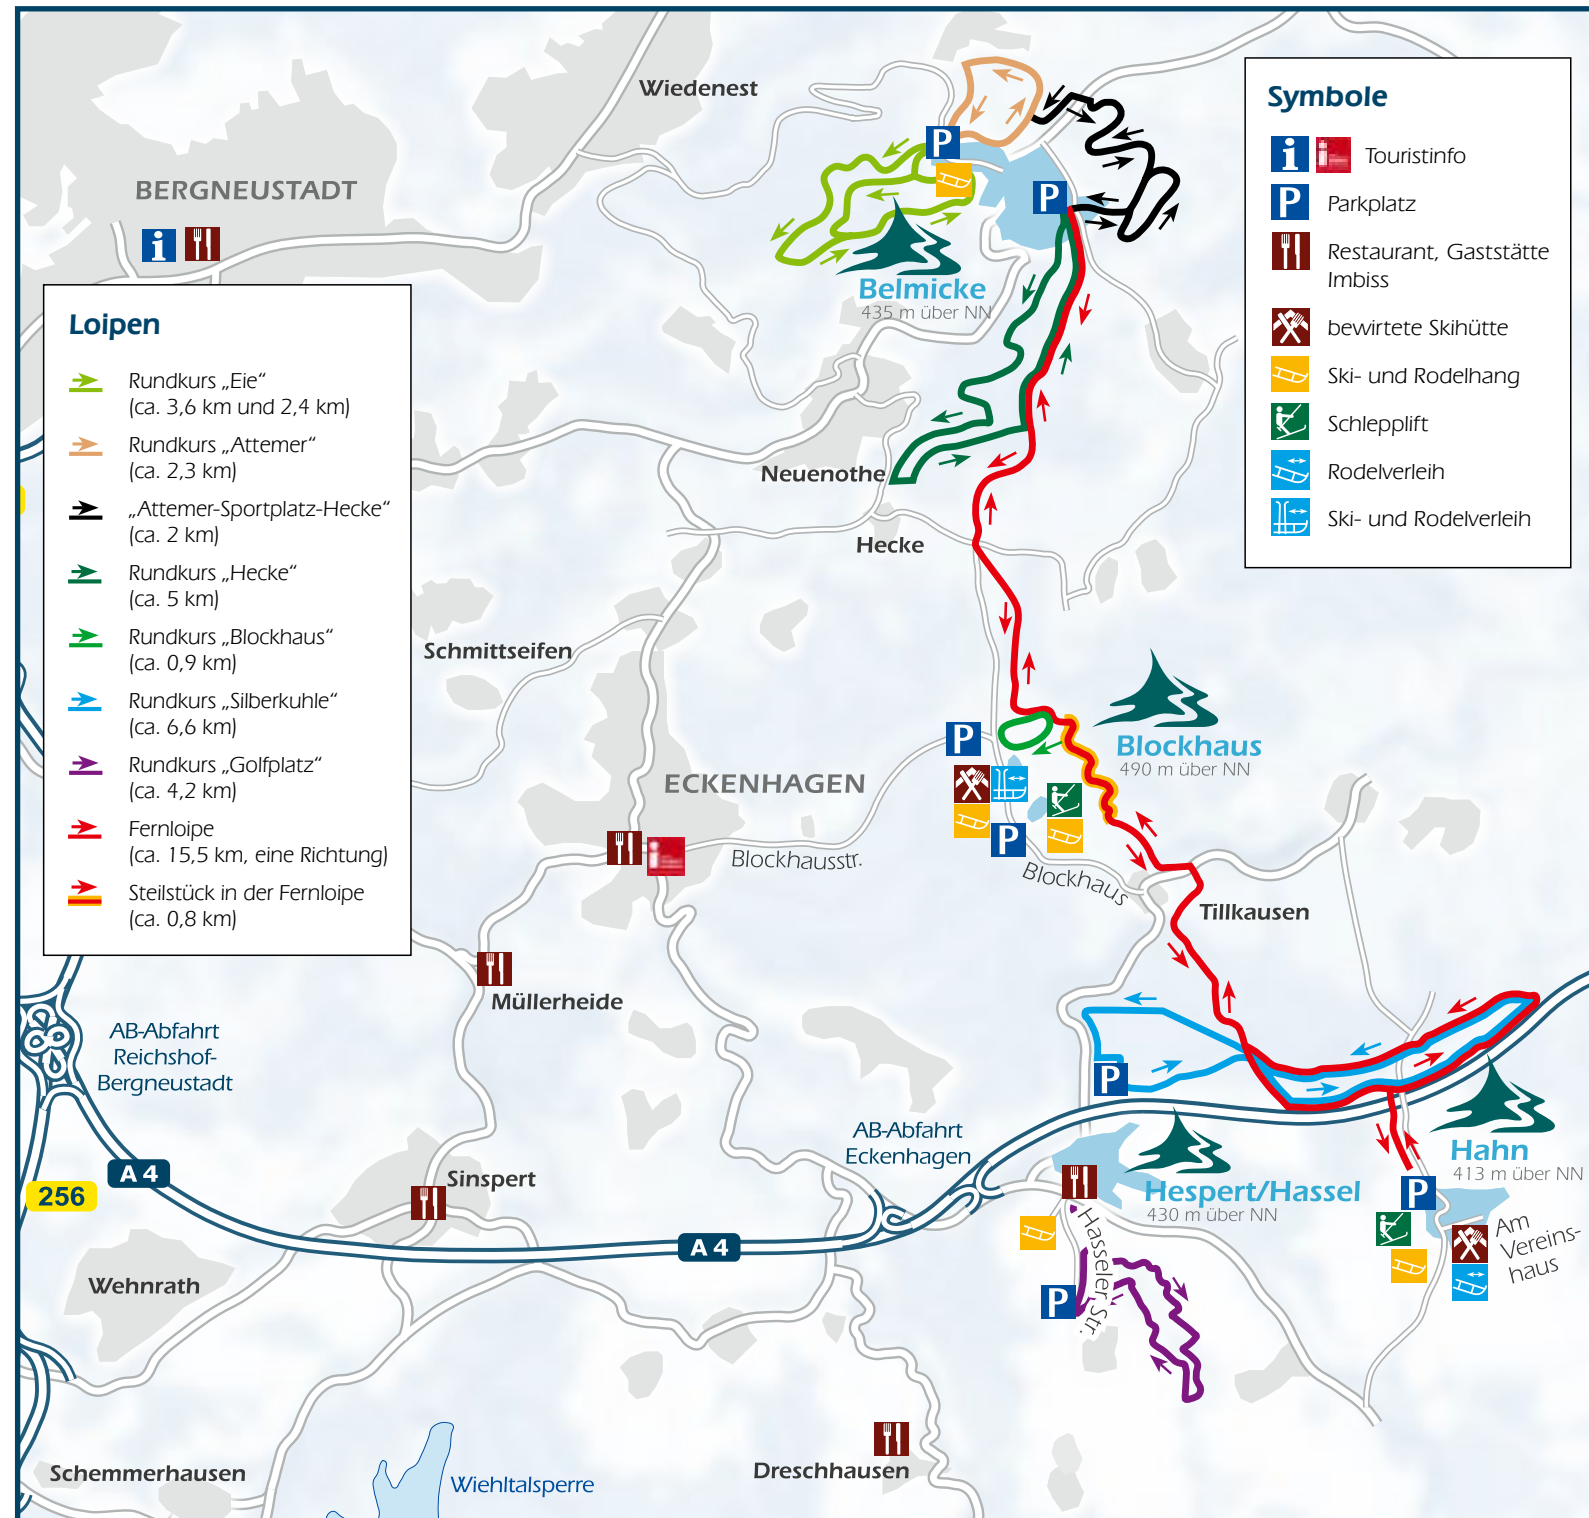 Wiedenest
BERGNEUSTADT
i
P
P
Belmicke
435 m über NN
Symbole
i
i
Touristinfo
P
Parkplatz
Restaurant, Gaststätte
Imbiss
bewirtete Skihütte
Ski- und Rodelhang
Schlepplift
Rodelverleih
Ski- und Rodelverleih
Loipen
Rundkurs „Eie“
(ca. 3,6 km und 2,4 km)
Rundkurs „Attemer“
(ca. 2,3 km)
„Attemer-Sportplatz-Hecke“
(ca. 2 km)
Rundkurs „Hecke“
(ca. 5 km)
Rundkurs „Blockhaus“
(ca. 0,9 km)
Rundkurs „Silberkuhle“
(ca. 6,6 km)
Rundkurs „Golfplatz“
(ca. 4,2 km)
Fernloipe
(ca. 15,5 km, eine Richtung)
Steilstück in der Fernloipe
(ca. 0,8 km)
Neuenothe
Hecke
Schmittseifen
P
Blockhaus
490 m über NN
ECKENHAGEN
P
i
Blockhausstr.
Blockhaus
Tillkausen
Müllerheide
AB-Abfahrt
Reichshof-
Bergneustadt
P
AB-Abfahrt
Eckenhagen
Hahn
413 m über NN
A 4
256
Sinspert
Hespert/Hassel
430 m über NN
P
Am
Vereins-
haus
Hasseler Str.
A 4
P
Wehnrath
Schemmerhausen
Wiehltalsperre
Dreschhausen